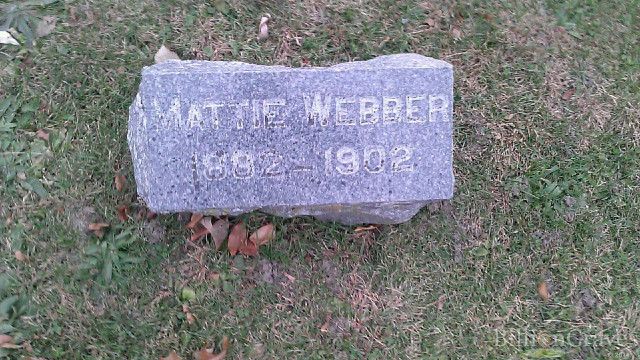 MATTIE WEBBER
1882-1902
BillionGraves